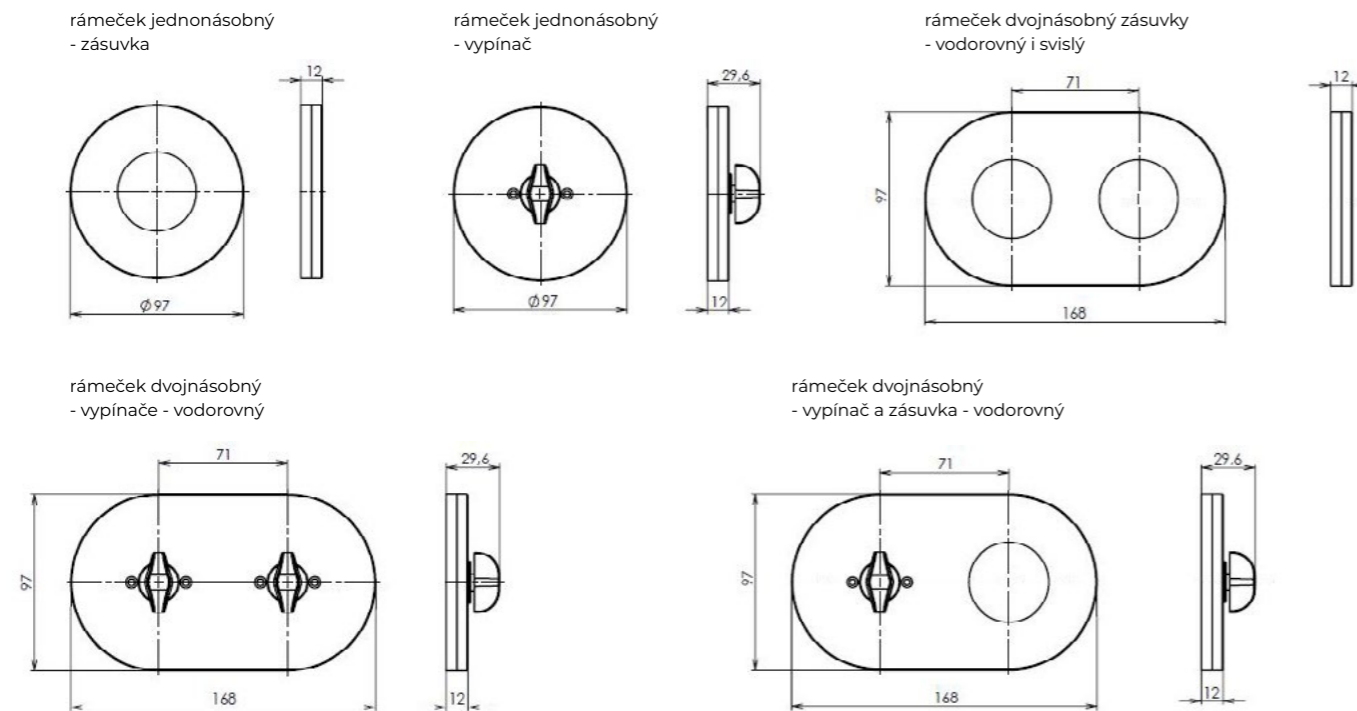 rámeček jednonásobný
- zásuvka
12
Ø97
rámeček jednonásobný
- vypínač
29,6
Ø97
12
rámeček dvojnásobný zásuvky
- vodorovný i svislý
71
12
97
168
rámeček dvojnásobný
- vypínače - vodorovný
71
29,6
97
168
12
rámeček dvojnásobný
- vypínač a zásuvka - vodorovný
71
29.6
97
168
12